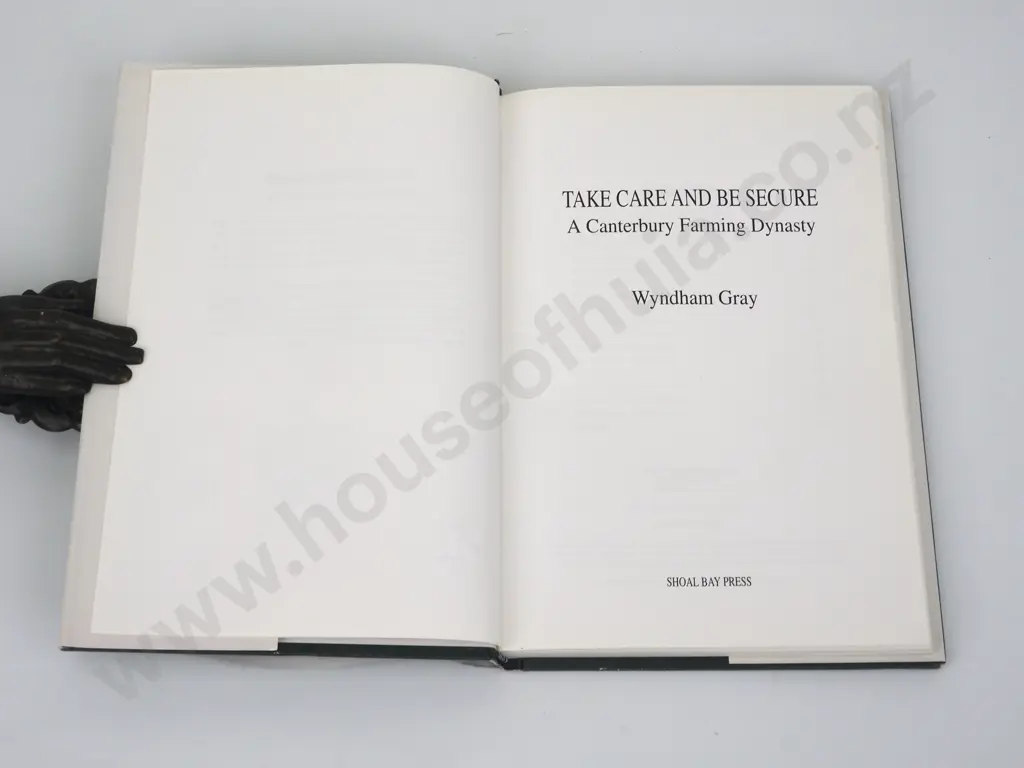 TAKE CARE AND BE SECURE
A Canterbury Farming Dynasty
Wyndham Gray
SHOAL BAY PRESS
www.houseofhuia.co.nz